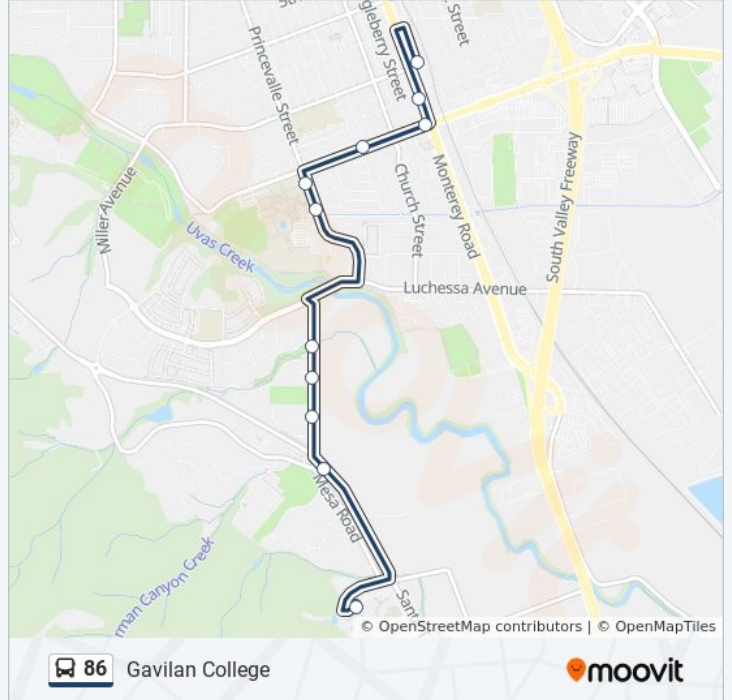 gleberry Street
Street
Princevalle Street
Miller Avenue
Church Street
Monterey Road
South Valley Freeway
Uvas Creek
Luchessa Avenue
Mesa Road
rman Canyon Creek
Sant
© OpenStreetMap contributors | © OpenMapTiles
86 Gavilan College
moovit